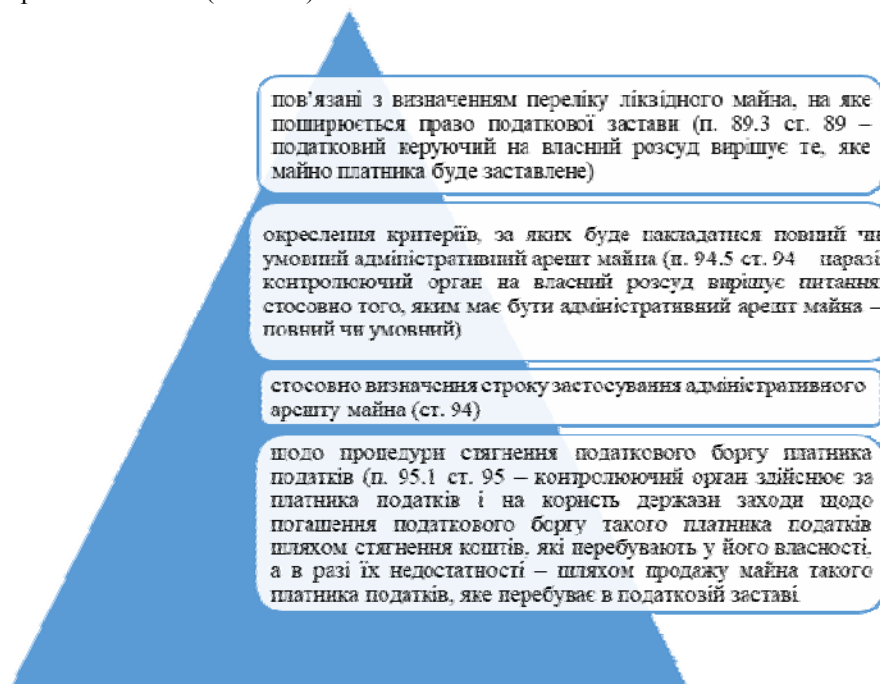 пов’язані з визначенням переліку ліквідного майна, на яке
поширюється право податкової застави (п. 89.3 ст. 89 –
податковий керуючий на власний розсуд вирішує те, яке
майно платника буде заставлене)
окреслення критеріїв, за яких буде накладатися повний чи
умовний адміністративний арешт майна (п. 94.5 ст. 94 наразі
контролюючий орган на власний розсуд вирішує питання
стосовно того, яким має бути адміністративний арешт майна –
повний чи умовний)
стосовно визначення строку застосування адміністративного
арешту майна (ст. 94)
щодо процедури стягнення податкового боргу платника
податків (п. 95.1 ст. 95 – контролюючий орган здійснює за
платника податків і на користь держави заходи щодо
погашення податкового боргу такого платника податків
шляхом стягнення коштів, які перебувають у його власності,
а в разі їх недостатності – шляхом продажу майна такого
платника податків, яке перебуває в податковій заставі